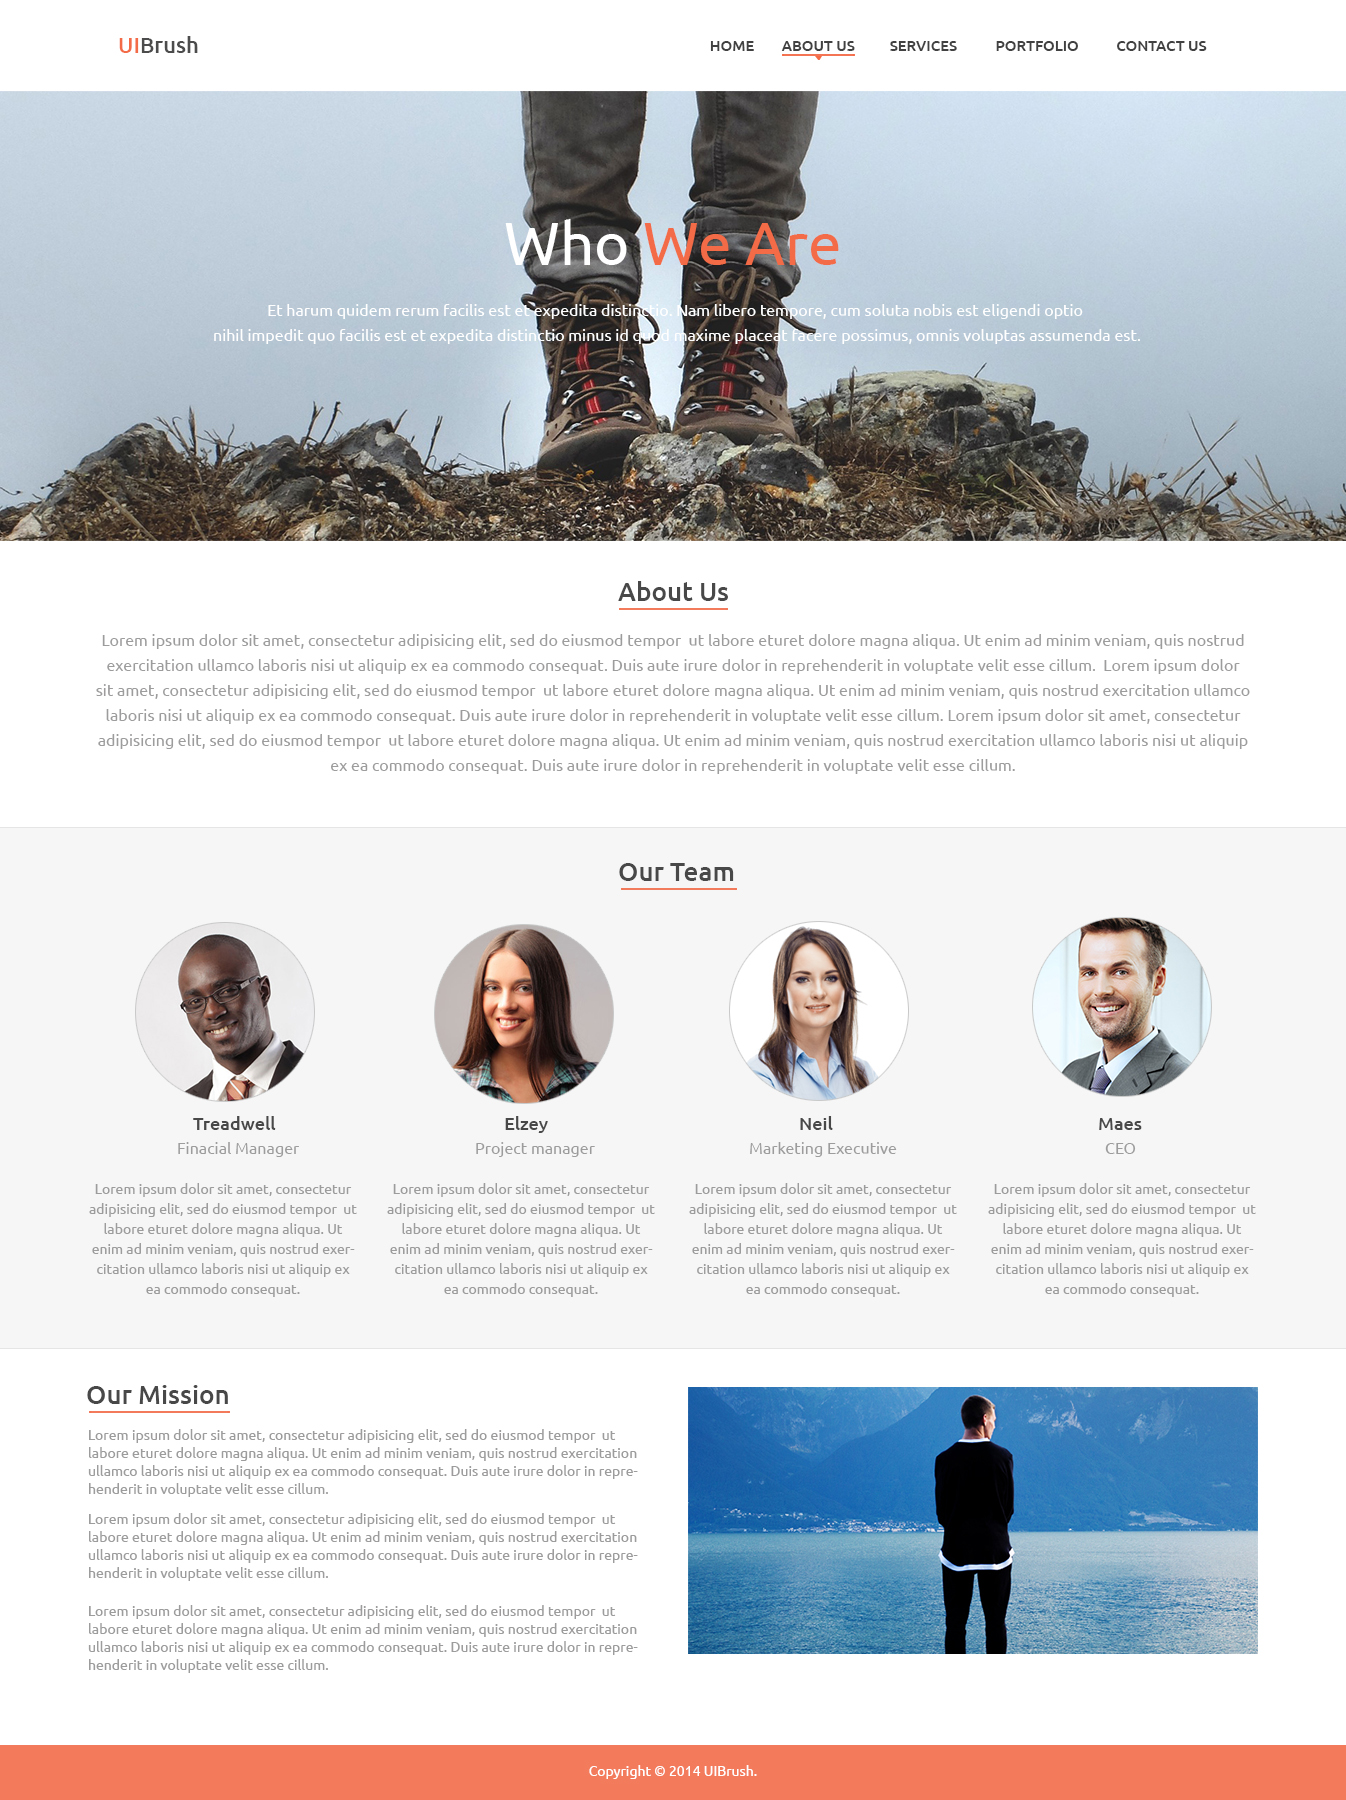 UIBrush
HOME ABOUT US SERVICES PORTFOLIO CONTACT US
Who We Are
Et harum quidem rerum facilis est et expedita distinctio. Nam libero tempore, cum soluta nobis est eligendi optio
nihil impedit quo facilis est et expedita distinctio minus id quod maxime placeat facere possimus, omnis voluptas assumenda est.
About Us
Lorem ipsum dolor sit amet, consectetur adipisicing elit, sed do eiusmod tempor ut labore eturet dolore magna aliqua. Ut enim ad minim veniam, quis nostrud
exercitation ullamco laboris nisi ut aliquip ex ea commodo consequat. Duis aute irure dolor in reprehenderit in voluptate velit esse cillum. Lorem ipsum dolor
sit amet, consectetur adipisicing elit, sed do eiusmod tempor ut labore eturet dolore magna aliqua. Ut enim ad minim veniam, quis nostrud exercitation ullamco
laboris nisi ut aliquip ex ea commodo consequat. Duis aute irure dolor in reprehenderit in voluptate velit esse cillum. Lorem ipsum dolor sit amet, consectetur
adipisicing elit, sed do eiusmod tempor ut labore eturet dolore magna aliqua. Ut enim ad minim veniam, quis nostrud exercitation ullamco laboris nisi ut aliquip
ex ea commodo consequat. Duis aute irure dolor in reprehenderit in voluptate velit esse cillum.
Our Team
Treadwell
Finacial Manager
Lorem ipsum dolor sit amet, consectetur
adipisicing elit, sed do eiusmod tempor ut
labore eturet dolore magna aliqua. Ut
enim ad minim veniam, quis nostrud exer-
citation ullamco laboris nisi ut aliquip ex
ea commodo consequat.
Elzey
Project manager
Lorem ipsum dolor sit amet, consectetur
adipisicing elit, sed do eiusmod tempor ut
labore eturet dolore magna aliqua. Ut
enim ad minim veniam, quis nostrud exer-
citation ullamco laboris nisi ut aliquip ex
ea commodo consequat.
Neil
Marketing Executive
Lorem ipsum dolor sit amet, consectetur
adipisicing elit, sed do eiusmod tempor ut
labore eturet dolore magna aliqua. Ut
enim ad minim veniam, quis nostrud exer-
citation ullamco laboris nisi ut aliquip ex
ea commodo consequat.
Maes
CEO
Lorem ipsum dolor sit amet, consectetur
adipisicing elit, sed do eiusmod tempor ut
labore eturet dolore magna aliqua. Ut
enim ad minim veniam, quis nostrud exer-
citation ullamco laboris nisi ut aliquip ex
ea commodo consequat.
Our Mission
Lorem ipsum dolor sit amet, consectetur adipisicing elit, sed do eiusmod tempor ut
labore eturet dolore magna aliqua. Ut enim ad minim veniam, quis nostrud exercitation
ullamco laboris nisi ut aliquip ex ea commodo consequat. Duis aute irure dolor in repre-
henderit in voluptate velit esse cillum.
Lorem ipsum dolor sit amet, consectetur adipisicing elit, sed do eiusmod tempor ut
labore eturet dolore magna aliqua. Ut enim ad minim veniam, quis nostrud exercitation
ullamco laboris nisi ut aliquip ex ea commodo consequat. Duis aute irure dolor in repre-
henderit in voluptate velit esse cillum.
Lorem ipsum dolor sit amet, consectetur adipisicing elit, sed do eiusmod tempor ut
labore eturet dolore magna aliqua. Ut enim ad minim veniam, quis nostrud exercitation
ullamco laboris nisi ut aliquip ex ea commodo consequat. Duis aute irure dolor in repre-
henderit in voluptate velit esse cillum.
Copyright © 2014 UIBrush.